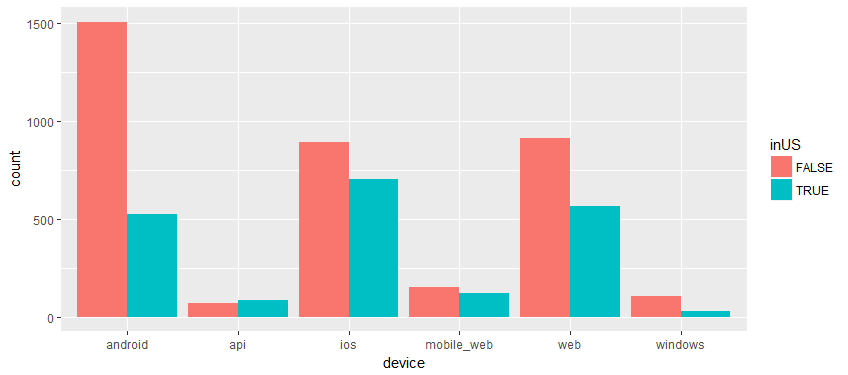 1500
1000
500
0
count
android api ios mobile_web web windows
device
inUS
FALSE
TRUE